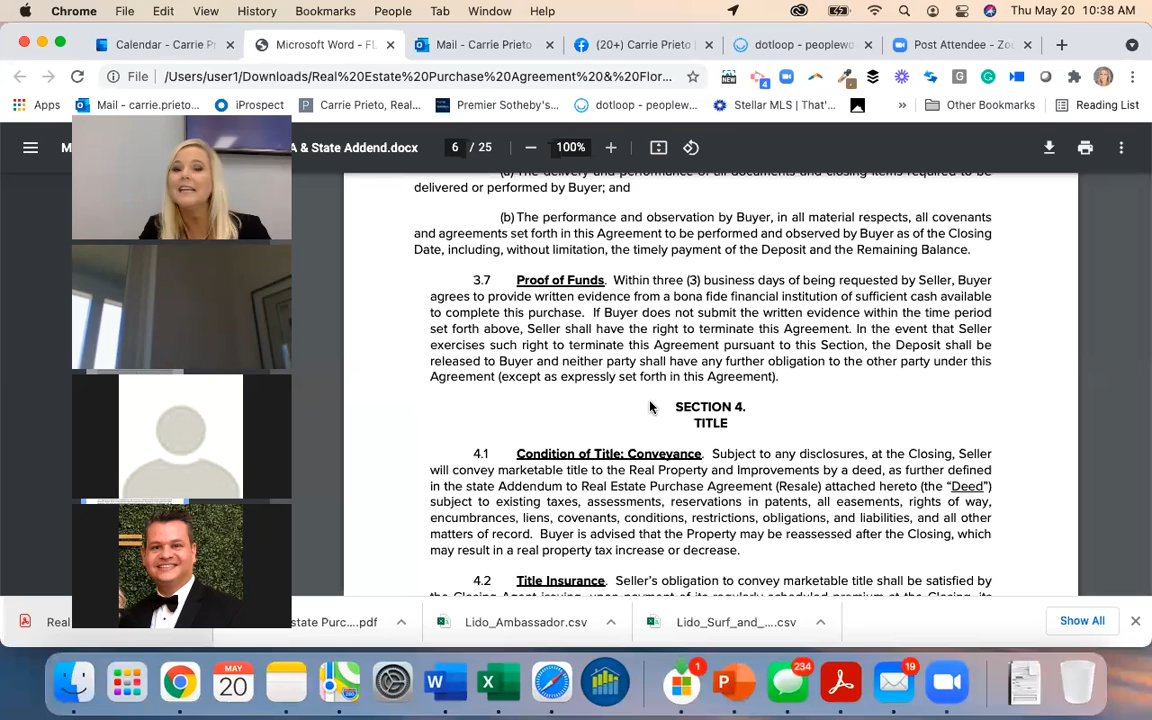 Chrome File Edit View History Bookmarks People Tab Window Help Thu May 20 10:38 AM
Calendar - Carrie Pr Microsoft Word - FL Mail - Carrie Prieto (20+) Carrie Prieto dotloop - peoplewo Post Attendee - Zoo
File /Users/user1/Downloads/Real%20Estate%20Purchase%20Agreement%20&%20Flor...
Apps Mail - carrie.prieto... iProspect Carrie Prieto, Real... Premier Sotheby's... dotloop - peoplew... Stellar MLS | That'... Other Bookmarks Reading List
A & State Addend.docx 6 / 25 100%
delivered or performed by Buyer; and
(b) The performance and observation by Buyer, in all material respects, all covenants
and agreements set forth in this Agreement to be performed and observed by Buyer as of the Closing
Date, including, without limitation, the timely payment of the Deposit and the Remaining Balance.
3.7 Proof of Funds. Within three (3) business days of being requested by Seller, Buyer
agrees to provide written evidence from a bona fide financial institution of sufficient cash available
to complete this purchase. If Buyer does not submit the written evidence within the time period
set forth above, Seller shall have the right to terminate this Agreement. In the event that Seller
exercises such right to terminate this Agreement pursuant to this Section, the Deposit shall be
released to Buyer and neither party shall have any further obligation to the other party under this
Agreement (except as expressly set forth in this Agreement).
SECTION 4.
TITLE
4.1 Condition of Title; Conveyance. Subject to any disclosures, at the Closing, Seller
will convey marketable title to the Real Property and Improvements by a deed, as further defined
in the state Addendum to Real Estate Purchase Agreement (Resale) attached hereto (the “Deed”)
subject to existing taxes, assessments, reservations in patents, all easements, rights of way,
encumbrances, liens, covenants, conditions, restrictions, obligations, and liabilities, and all other
matters of record. Buyer is advised that the Property may be reassessed after the Closing, which
may result in a real property tax increase or decrease.
4.2 Title Insurance. Seller's obligation to convey marketable title shall be satisfied by
Real state Purc....pdf Lido_Ambassador.csv Lido_Surf_and_....csv Show All
MAY
20 1 234 19